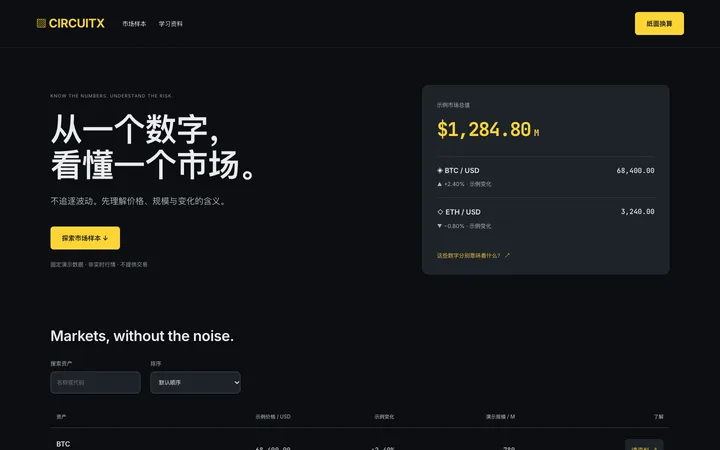 CIRCUITX
市场样本
学习资料
纸面换算
KNOW THE NUMBERS. UNDERSTAND THE RISK.
从一个数字，
看懂一个市场。
不追逐波动。先理解价格、规模与变化的含义。
探索市场样本 ↓
固定演示数据 · 非实时行情 · 不提供交易
示例市场总值
$1,284.80 M
BTC / USD
68,400.00
▲ +2.40% · 示例变化
ETH / USD
3,240.00
▼ −0.80% · 示例变化
这些数字分别意味着什么？ ↗
Markets, without the noise.
搜索资产
排序
名称或代码
默认顺序
资产
示例价格 / USD
示例变化
演示规模 / M
了解
BTC
68,400.00
+2.40%
780